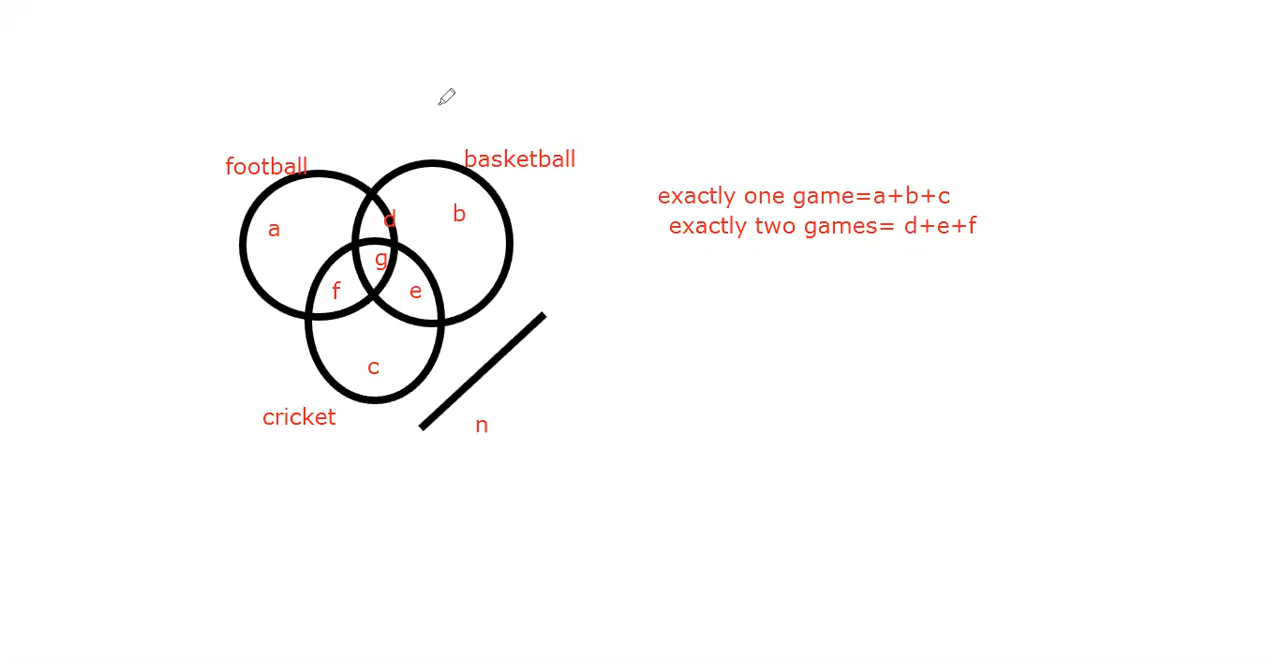 football
basketball
a
d
b
g
f
e
c
cricket
n
exactly one game=a+b+c
exactly two games= d+e+f